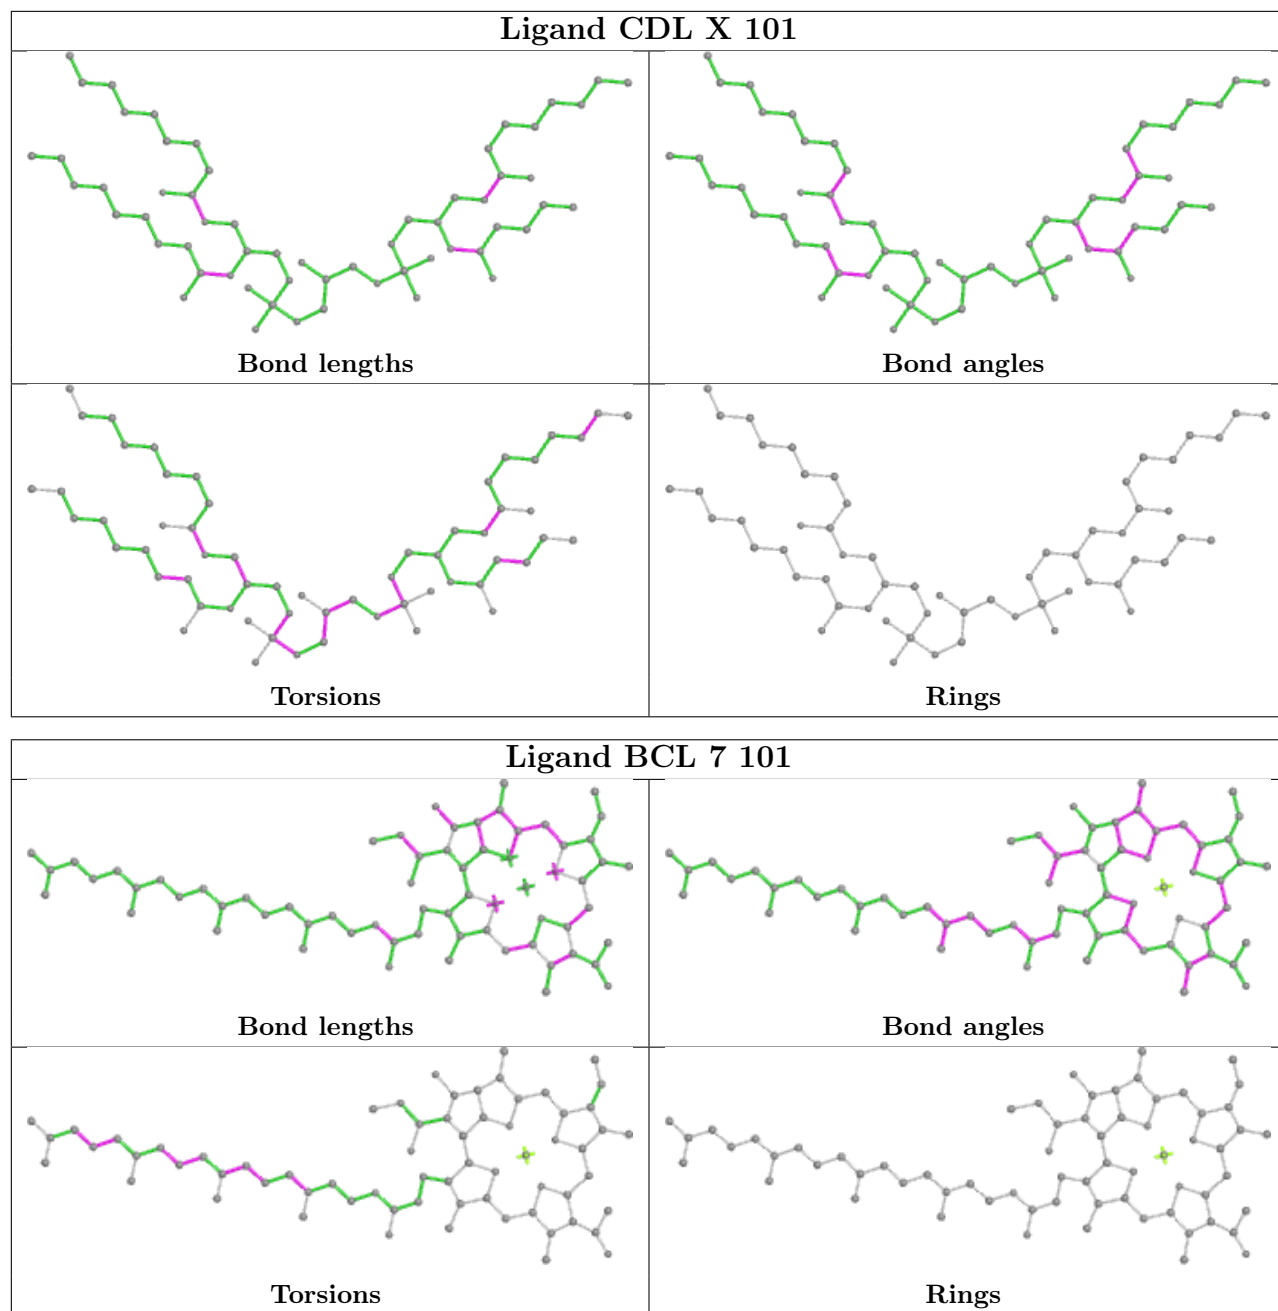 Ligand CDL X 101
Bond lengths
Bond angles
Torsions
Rings
Ligand BCL 7 101
Bond lengths
Bond angles
Torsions
Rings